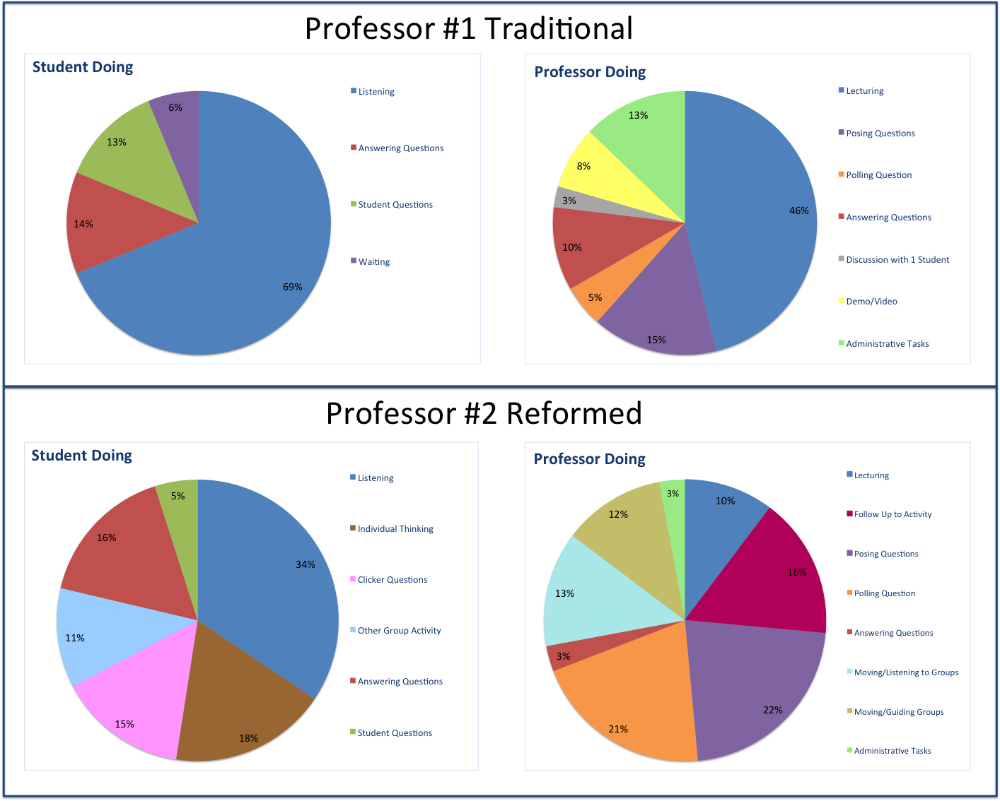 Professor #1 Traditional
Student Doing
6%
13%
14%
69%
Listening
Answering Questions
Student Questions
Waiting
Professor Doing
13%
8%
3%
10%
5%
15%
46%
Lecturing
Posing Questions
Polling Question
Answering Questions
Discussion with 1 Student
Demo/Video
Administrative Tasks
Professor #2 Reformed
Student Doing
5%
16%
34%
11%
15%
18%
Listening
Individual Thinking
Clicker Questions
Other Group Activity
Answering Questions
Student Questions
Professor Doing
3%
10%
12%
16%
13%
3%
22%
21%
Lecturing
Follow Up to Activity
Posing Questions
Polling Question
Answering Questions
Moving/Listening to Groups
Moving/Guiding Groups
Administrative Tasks